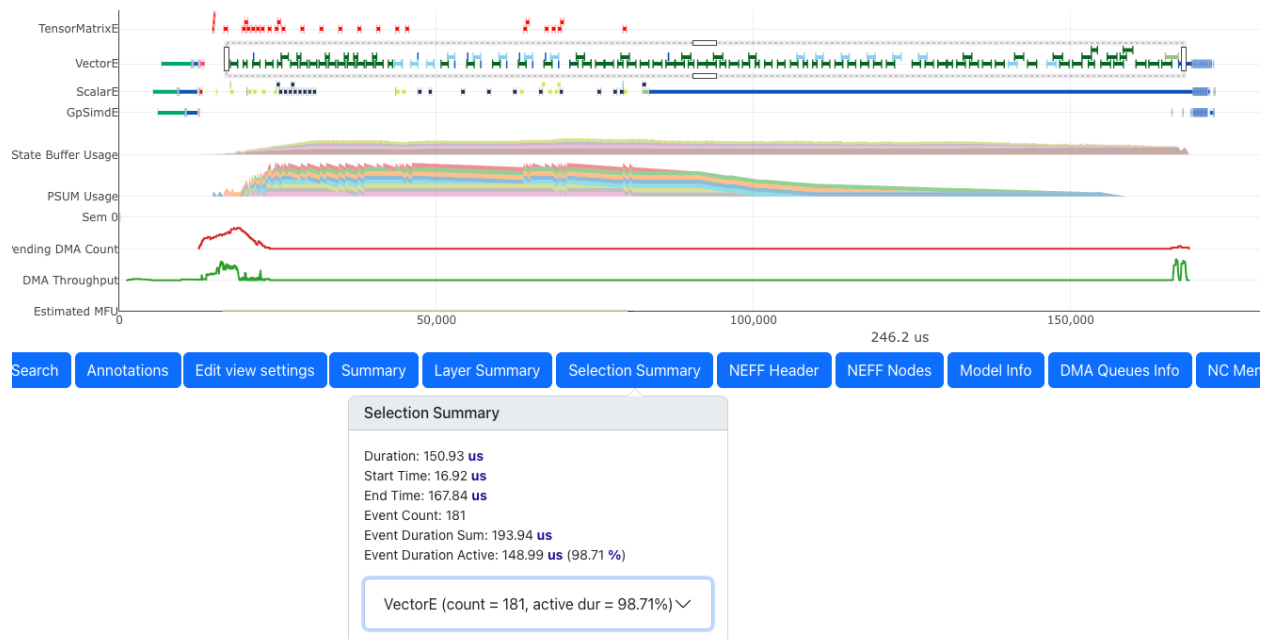 TensorMatrixE
VectorE
ScalarE
GpSimdE
State Buffer Usage
PSUM Usage
Sem 0
Pending DMA Count
DMA Throughput
Estimated MFU
0 50,000 100,000 150,000
246.2 us
Search Annotations Edit view settings Summary Layer Summary Selection Summary NEFF Header NEFF Nodes Model Info DMA Queues Info NC Mem
Selection Summary
Duration: 150.93 us
Start Time: 16.92 us
End Time: 167.84 us
Event Count: 181
Event Duration Sum: 193.94 us
Event Duration Active: 148.99 us (98.71 %)
VectorE (count = 181, active dur = 98.71%)